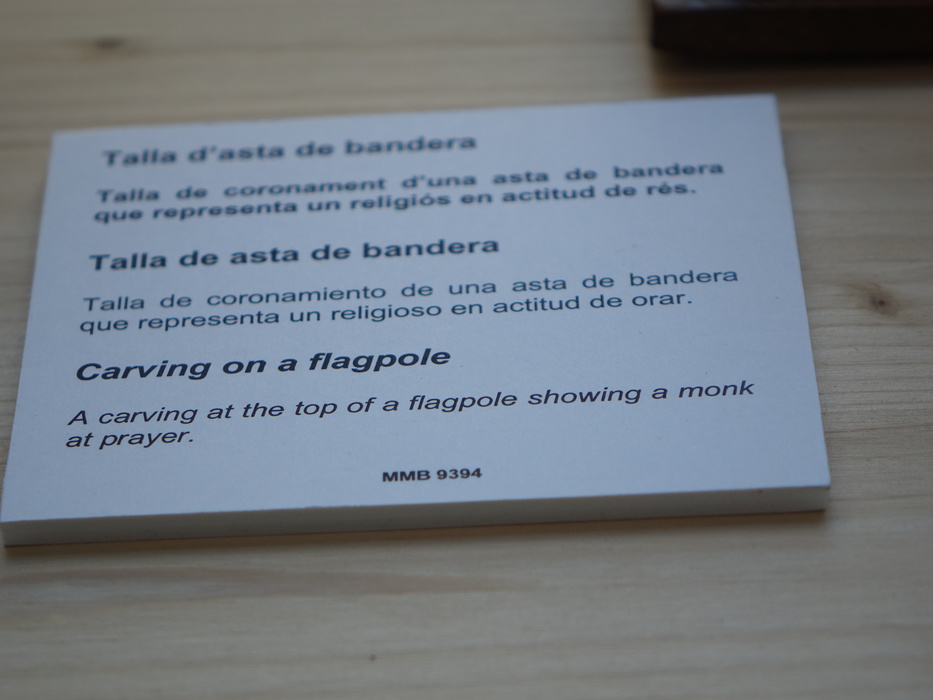 Talla d'asta de bandera
Talla de coronament d'una asta de bandera
que representa un religiós en actitud de rés.
Talla de asta de bandera
Talla de coronamiento de una asta de bandera
que representa un religioso en actitud de orar.
Carving on a flagpole
A carving at the top of a flagpole showing a monk
at prayer.
MMB 9394